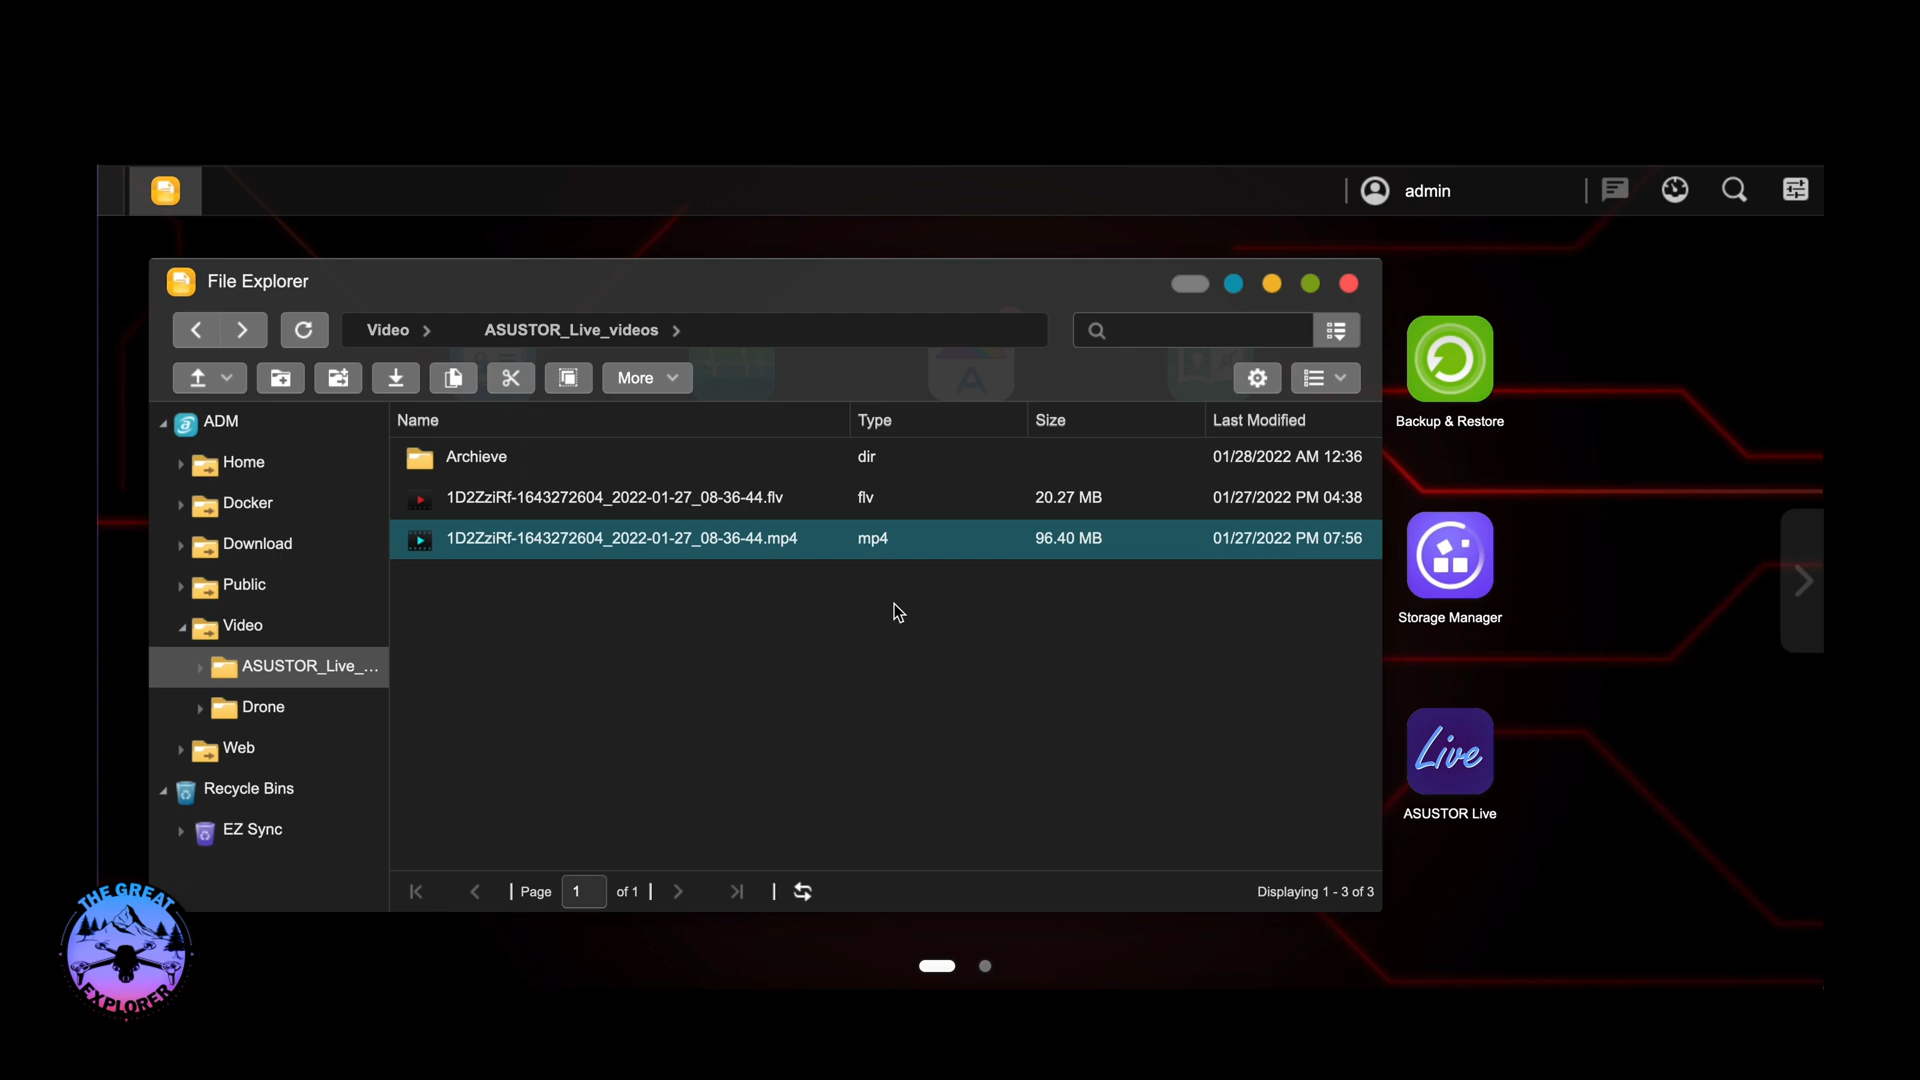 admin
File Explorer
Video
ASUSTOR_Live_videos
More
ADM
Home
Docker
Download
Public
Video
ASUSTOR_Live_...
Drone
Web
Recycle Bins
EZ Sync
Name Type Size Last Modified
Archieve dir 01/28/2022 AM 12:36
1D2ZziRf-1643272604_2022-01-27_08-36-44.flv flv 20.27 MB 01/27/2022 PM 04:38
1D2ZziRf-1643272604_2022-01-27_08-36-44.mp4 mp4 96.40 MB 01/27/2022 PM 07:56
Page 1 of 1
Displaying 1 - 3 of 3
Backup & Restore
Storage Manager
Live
ASUSTOR Live
THE GREAT
EXPLORER